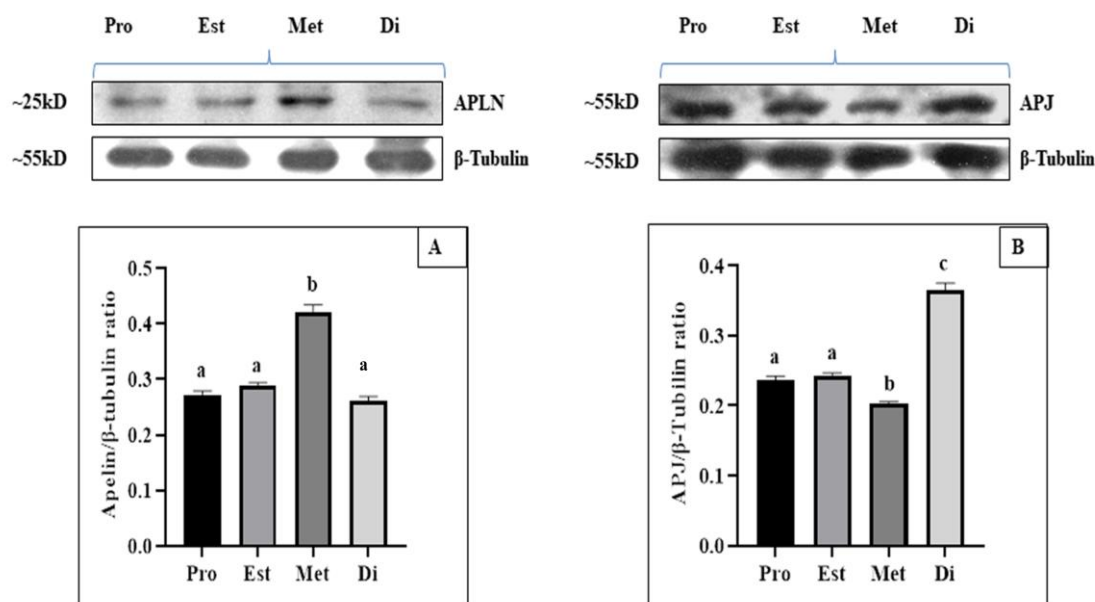 Pro Est Met Di
~25kD APLN
~55kD β-Tubulin
A
Apelin/β-tubulin ratio
0.5
0.4
0.3
0.2
0.1
0.0
a a b a
Pro Est Met Di
Pro Est Met Di
~55kD APJ
~55kD β-Tubulin
B
APJ/β-Tubilin ratio
0.4
0.3
0.2
0.1
0.0
a a b c
Pro Est Met Di